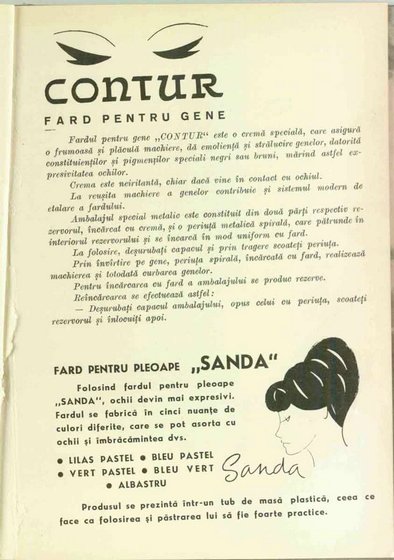 CONTUR
FARD PENTRU GENE
Fardul pentru gene „CONTUR“ este o cremă specială, care asigură
o frumoasă și plăcută machiere, dă emoliență și strălucire genelor, datorită
constituienților și pigmenților speciali negri sau bruni, mărind astfel ex-
presivitatea ochilor.
Crema este neiritantă, chiar dacă vine în contact cu ochiul.
La reușita machiere a genelor contribuie și sistemul modern de
etalare a fardului.
Ambalajul special metalic este constituit din două părți respectiv re-
zervorul, încărcat cu cremă, și o periuță metalică spirală, care pătrunde în
interiorul rezervorului și se încarcă în mod uniform cu fard.
La folosire, deșurubați capacul și prin tragere scoateți periuța.
Prin învîrtire pe gene, periuța spirală, încărcată cu fard, realizează
machierea și totodată curbarea genelor.
Pentru încărcarea cu fard a ambalajului se produc rezerve.
Reîncărcarea se efectuează astfel:
— Deșurubați capacul ambalajului, opus celui cu periuța, scoateți
rezervorul și înlocuiți apoi.
FARD PENTRU PLEOAPE „SANDA“
Folosind fardul pentru pleoape
„SANDA“, ochii devin mai expresivi.
Fardul se fabrică în cinci nuanțe de
culori diferite, care se pot asorta cu
ochii și îmbrăcămintea dvs.
● LILAS PASTEL ● BLEU PASTEL
● VERT PASTEL ● BLEU VERT
● ALBASTRU
Sanda
Produsul se prezintă într-un tub de masă plastică, ceea ce
face ca folosirea și păstrarea lui să fie foarte practice.